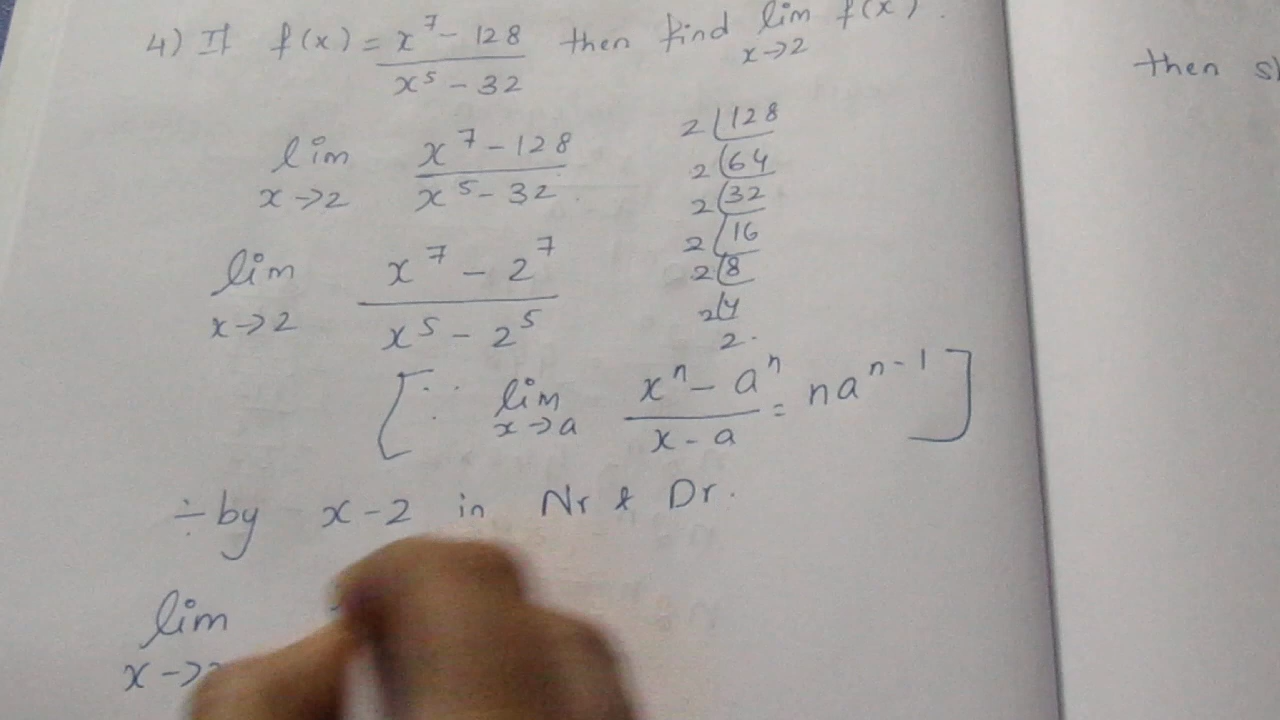 4) If f(x) = x⁷ - 128 / x⁵ - 32 then find lim x→2 f(x).
lim x→2 x⁷ - 128 / x⁵ - 32
2 128
2 64
2 32
2 16
2 8
2 4
2.
lim x→2 x⁷ - 2⁷ / x⁵ - 2⁵
[∵ lim x→a xⁿ - aⁿ / x - a = naⁿ⁻¹]
÷ by x - 2 in Nr & Dr.
lim x→
then